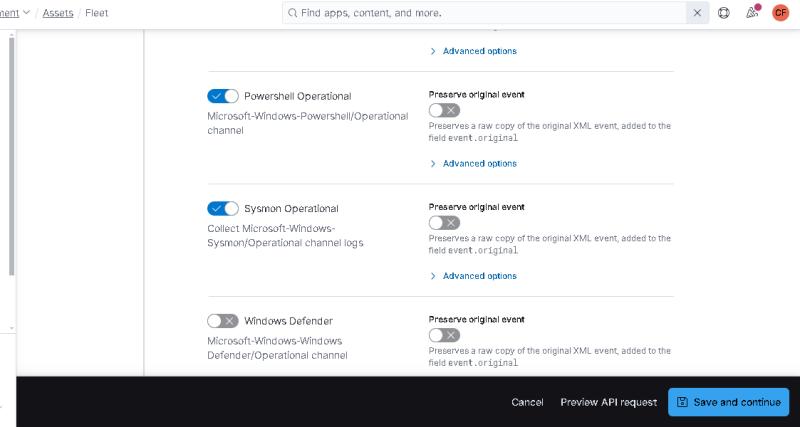 Assets / Fleet
Find apps, content, and more.
CF
Advanced options
Powershell Operational
Microsoft-Windows-Powershell/Operational
channel
Preserve original event
Preserves a raw copy of the original XML event, added to the
field event.original
Advanced options
Sysmon Operational
Collect Microsoft-Windows-
Sysmon/Operational channel logs
Preserve original event
Preserves a raw copy of the original XML event, added to the
field event.original
Advanced options
Windows Defender
Microsoft-Windows-Windows
Defender/Operational channel
Preserve original event
Preserves a raw copy of the original XML event, added to the
field event.original
Cancel
Preview API request
Save and continue